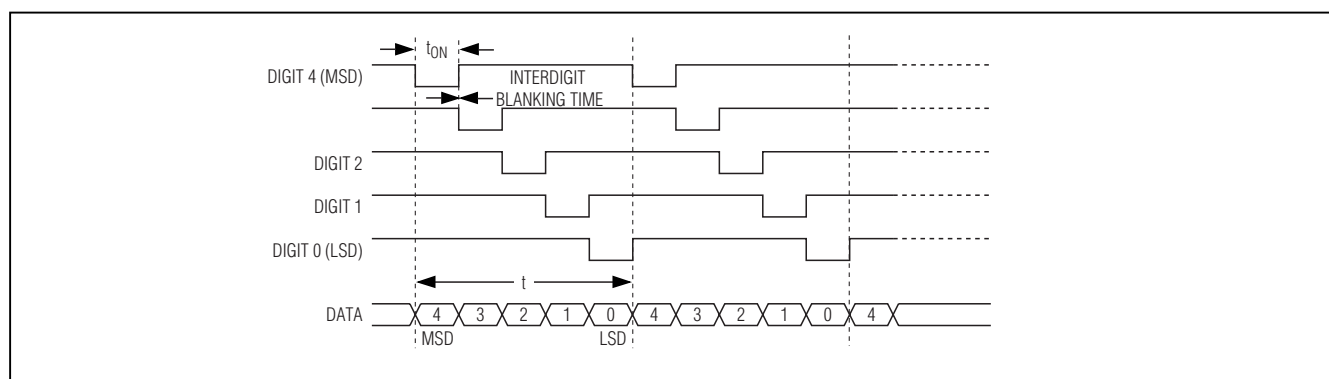 tON
DIGIT 4 (MSD)
INTERDIGIT
BLANKING TIME
DIGIT 2
DIGIT 1
DIGIT 0 (LSD)
t
DATA 4 3 2 1 0 4 3 2 1 0 4
MSD LSD